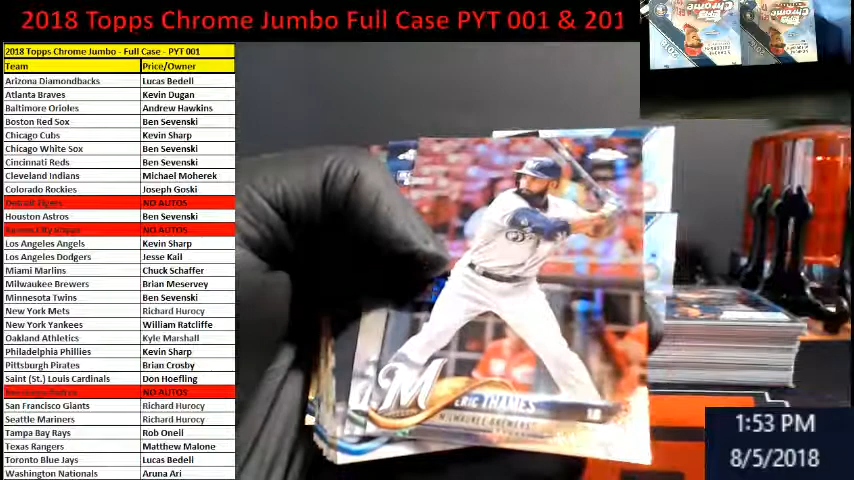 2018 Topps Chrome Jumbo Full Case PYT 001 & 201
2018 Topps Chrome Jumbo - Full Case - PYT 001
Team Price/Owner
Arizona Diamondbacks Lucas Bedell
Atlanta Braves Kevin Dugan
Baltimore Orioles Andrew Hawkins
Boston Red Sox Ben Sevenski
Chicago Cubs Kevin Sharp
Chicago White Sox Ben Sevenski
Cincinnati Reds Ben Sevenski
Cleveland Indians Michael Moherek
Colorado Rockies Joseph Goski
Detroit Tigers NO AUTOS
Houston Astros Ben Sevenski
Kansas City Royals NO AUTOS
Los Angeles Angels Kevin Sharp
Los Angeles Dodgers Jesse Kail
Miami Marlins Chuck Schaffer
Milwaukee Brewers Brian Meservey
Minnesota Twins Ben Sevenski
New York Mets Richard Hurocy
New York Yankees William Ratcliffe
Oakland Athletics Kyle Marshall
Philadelphia Phillies Kevin Sharp
Pittsburgh Pirates Brian Crosby
Saint (St.) Louis Cardinals Don Hoefling
San Diego Padres NO AUTOS
San Francisco Giants Richard Hurocy
Seattle Mariners Richard Hurocy
Tampa Bay Rays Rob Onell
Texas Rangers Matthew Malone
Toronto Blue Jays Lucas Bedell
Washington Nationals Aruna Ari
Topps
Chrome
2018
M
ERIC THAMES
MILWAUKEE BREWERS
1B
1:53 PM
8/5/2018